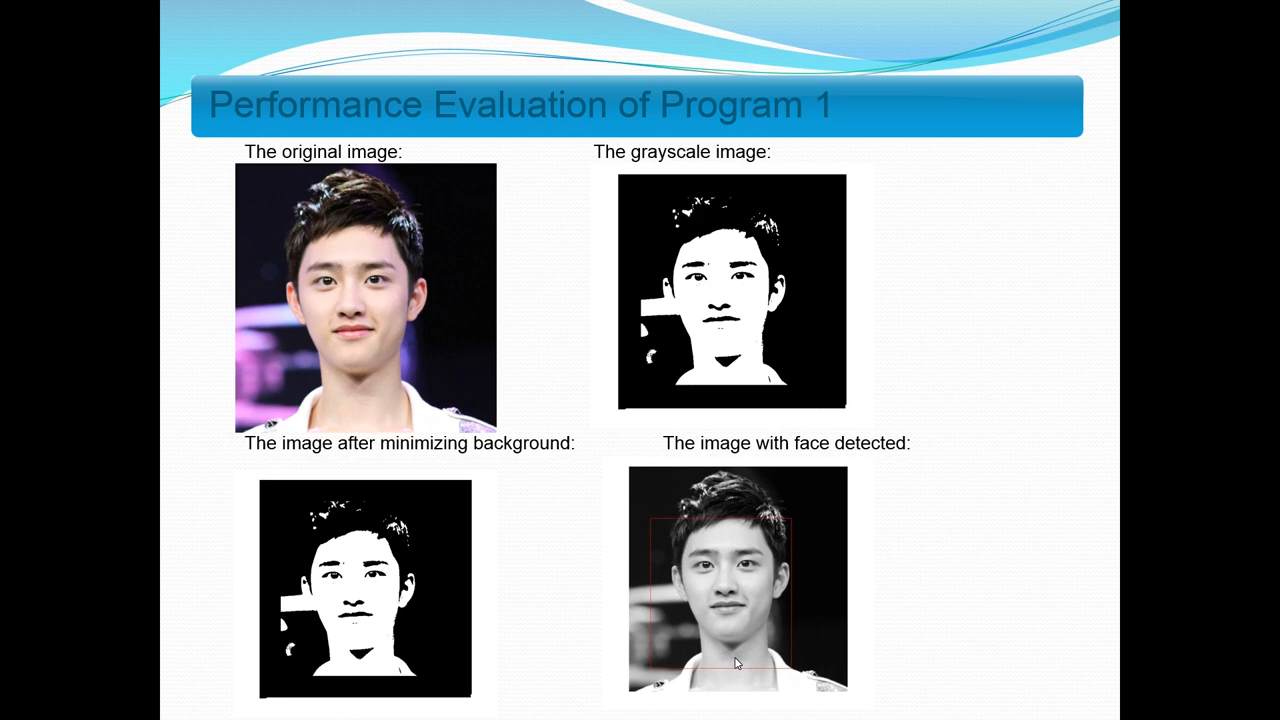 Performance Evaluation of Program 1
The original image:
The grayscale image:
The image after minimizing background:
The image with face detected: